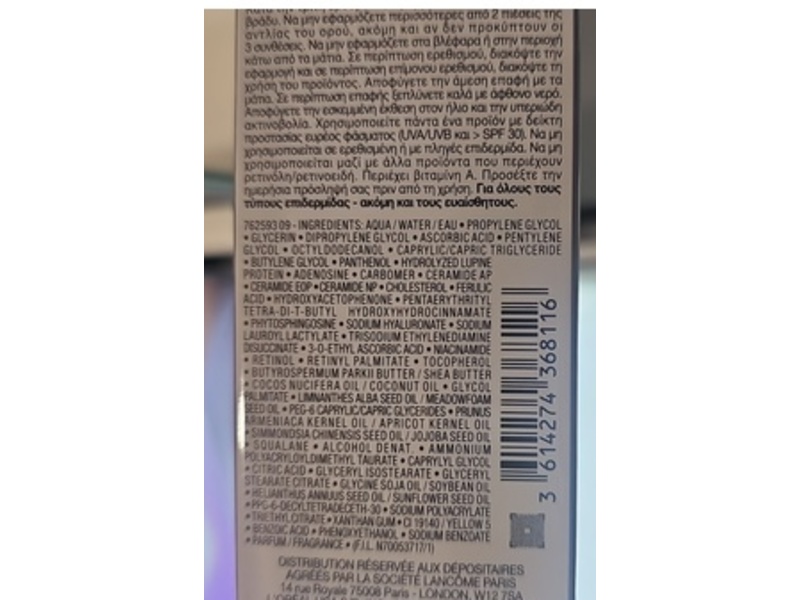 βράδυ. Να μην εφαρμόζετε περισσότερες από 2 πιέσεις της
αντλίας του ορού, ακόμη και αν δεν προκύπτουν οι
3 συνθέσεις. Να μην εφαρμόζετε στα βλέφαρα ή στην περιοχή
κάτω από τα μάτια. Σε περίπτωση ερεθισμού, διακόψτε την
εφαρμογή και σε περίπτωση επίμονου ερεθισμού, διακόψτε τη
χρήση του προϊόντος. Αποφύγετε την άμεση επαφή με τα
μάτια. Σε περίπτωση επαφής ξεπλύνετε καλά με άφθονο νερό.
Αποφύγετε την εσκεμμένη έκθεση στον ήλιο και την υπεριώδη
ακτινοβολία. Χρησιμοποιείτε πάντα ένα προϊόν με δείκτη
προστασίας ευρέος φάσματος (UVA/UVB και > SPF 30). Να μη
χρησιμοποιείται σε ερεθισμένη ή με πληγές επιδερμίδα. Να μη
χρησιμοποιείται μαζί με άλλα προϊόντα που περιέχουν
ρετινόλη/ρετινοειδή. Περιέχει βιταμίνη A. Προσέξτε την
ημερήσια πρόσληψή σας πριν από τη χρήση. Για όλους τους
τύπους επιδερμίδας - ακόμη και τους ευαίσθητους.
762593 09 - INGREDIENTS: AQUA / WATER / EAU • PROPYLENE GLYCOL
• GLYCERIN • DIPROPYLENE GLYCOL • ASCORBIC ACID • PENTYLENE
GLYCOL • OCTYLDODECANOL • CAPRYLIC/CAPRIC TRIGLYCERIDE
• BUTYLENE GLYCOL • PANTHENOL • HYDROLYZED LUPINE
PROTEIN • ADENOSINE • CARBOMER • CERAMIDE AP
• CERAMIDE EOP • CERAMIDE NP • CHOLESTEROL • FERULIC
ACID • HYDROXYACETOPHENONE • PENTAERYTHRITYL
TETRA-DI-T-BUTYL HYDROXYHYDROCINNAMATE
• PHYTOSPHINGOSINE • SODIUM HYALURONATE • SODIUM
LAUROYL LACTYLATE • TRISODIUM ETHYLENEDIAMINE
DISUCCINATE • 3-O-ETHYL ASCORBIC ACID • NIACINAMIDE
• RETINOL • RETINYL PALMITATE • TOCOPHEROL
• BUTYROSPERMUM PARKII BUTTER / SHEA BUTTER
• COCOS NUCIFERA OIL / COCONUT OIL • GLYCOL
PALMITATE • LIMNANTHES ALBA SEED OIL / MEADOWFOAM
SEED OIL • PEG-6 CAPRYLIC/CAPRIC GLYCERIDES • PRUNUS
ARMENIACA KERNEL OIL / APRICOT KERNEL OIL
• SIMMONDSIA CHINENSIS SEED OIL / JOJOBA SEED OIL
• SQUALANE • ALCOHOL DENAT. • AMMONIUM
POLYACRYLOYLDIMETHYL TAURATE • CAPRYLYL GLYCOL
• CITRIC ACID • GLYCERYL ISOSTEARATE • GLYCERYL
STEARATE CITRATE • GLYCINE SOJA OIL / SOYBEAN OIL
• HELIANTHUS ANNUUS SEED OIL / SUNFLOWER SEED OIL
• PPG-6-DECYLTETRADECETH-30 • SODIUM POLYACRYLATE
• TRIETHYL CITRATE • XANTHAN GUM • CI 19140 / YELLOW 5
• BENZOIC ACID • PHENOXYETHANOL • SODIUM BENZOATE
• PARFUM / FRAGRANCE • (F.I.L. N70053717/1)
3 614274 368116
DISTRIBUTION RÉSERVÉE AUX DÉPOSITAIRES
AGRÉÉS PAR LA SOCIÉTÉ LANCÔME PARIS
14 rue Royale 75008 Paris - LONDON, W12 7SA